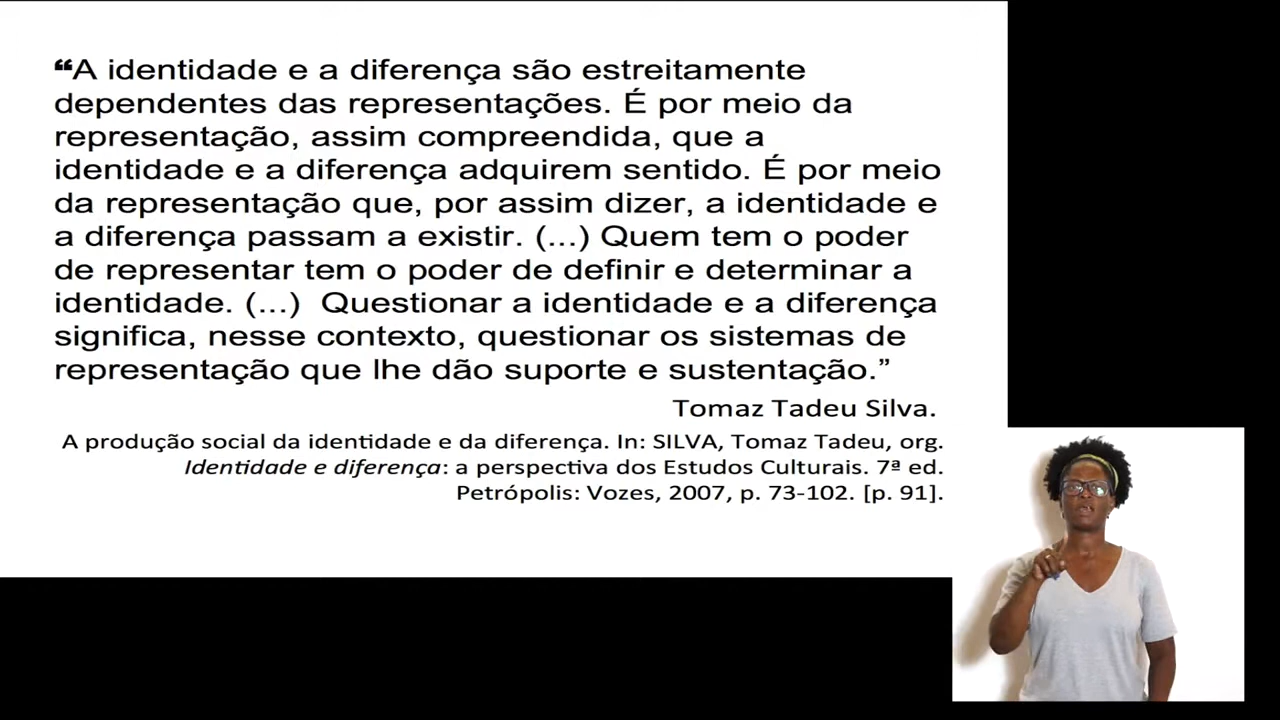 “A identidade e a diferença são estreitamente
dependentes das representações. É por meio da
representação, assim compreendida, que a
identidade e a diferença adquirem sentido. É por meio
da representação que, por assim dizer, a identidade e
a diferença passam a existir. (...) Quem tem o poder
de representar tem o poder de definir e determinar a
identidade. (...)  Questionar a identidade e a diferença
significa, nesse contexto, questionar os sistemas de
representação que lhe dão suporte e sustentação.”
Tomaz Tadeu Silva.
A produção social da identidade e da diferença. In: SILVA, Tomaz Tadeu, org.
Identidade e diferença: a perspectiva dos Estudos Culturais. 7ª ed.
Petrópolis: Vozes, 2007, p. 73-102. [p. 91].